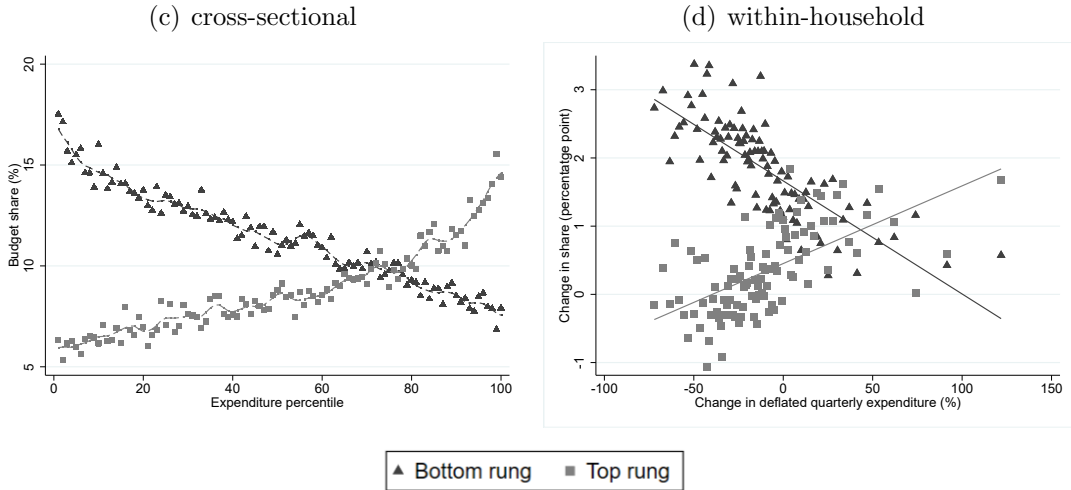 (c) cross-sectional
(d) within-household
20
15
10
5
Budget share (%)
0 20 40 60 80 100
Expenditure percentile
3
2
1
0
-1
Change in share (percentatge point)
-100 -50 0 50 100 150
Change in deflated quarterly expenditure (%)
Bottom rung Top rung